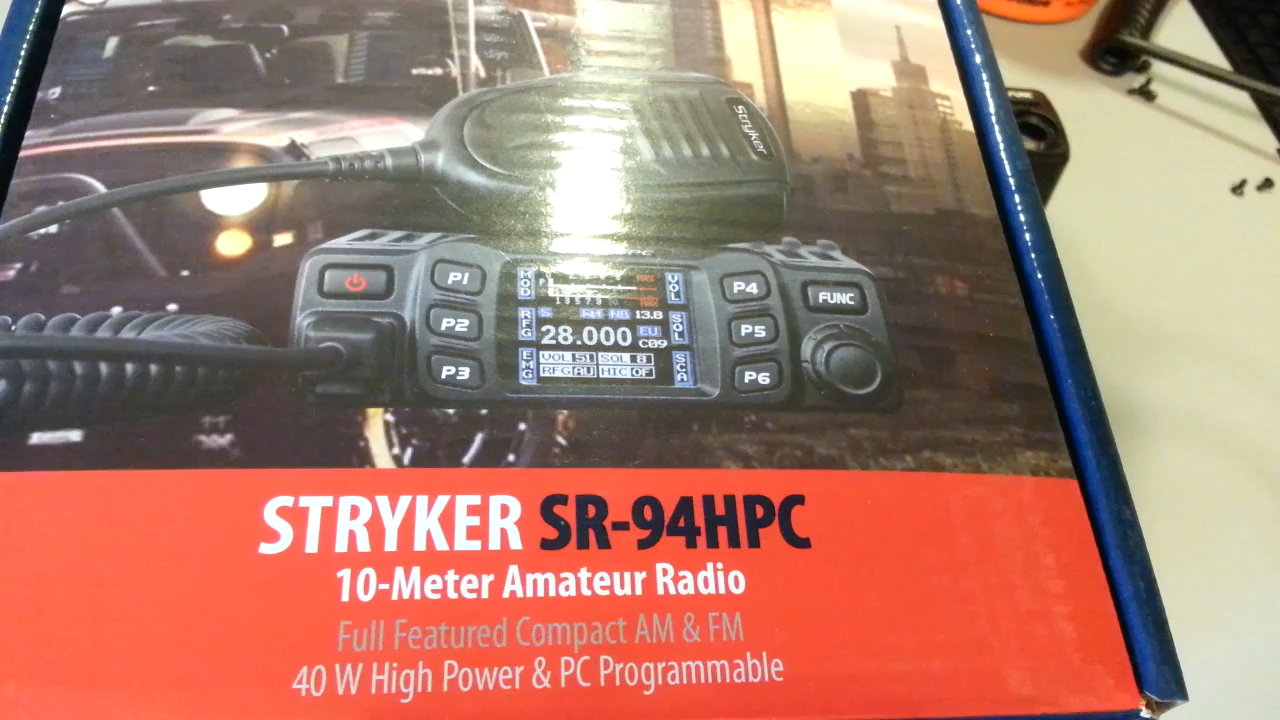 Stryker
P1
P2
P3
MOD
RFG
EMG
VOL
SQL
SCA
13.8
28.000
EU
C09
VOL 51 SQL 8
RFG AU MIC OF
P4
P5
P6
FUNC
STRYKER SR-94HPC
10-Meter Amateur Radio
Full Featured Compact AM & FM
40 W High Power & PC Programmable